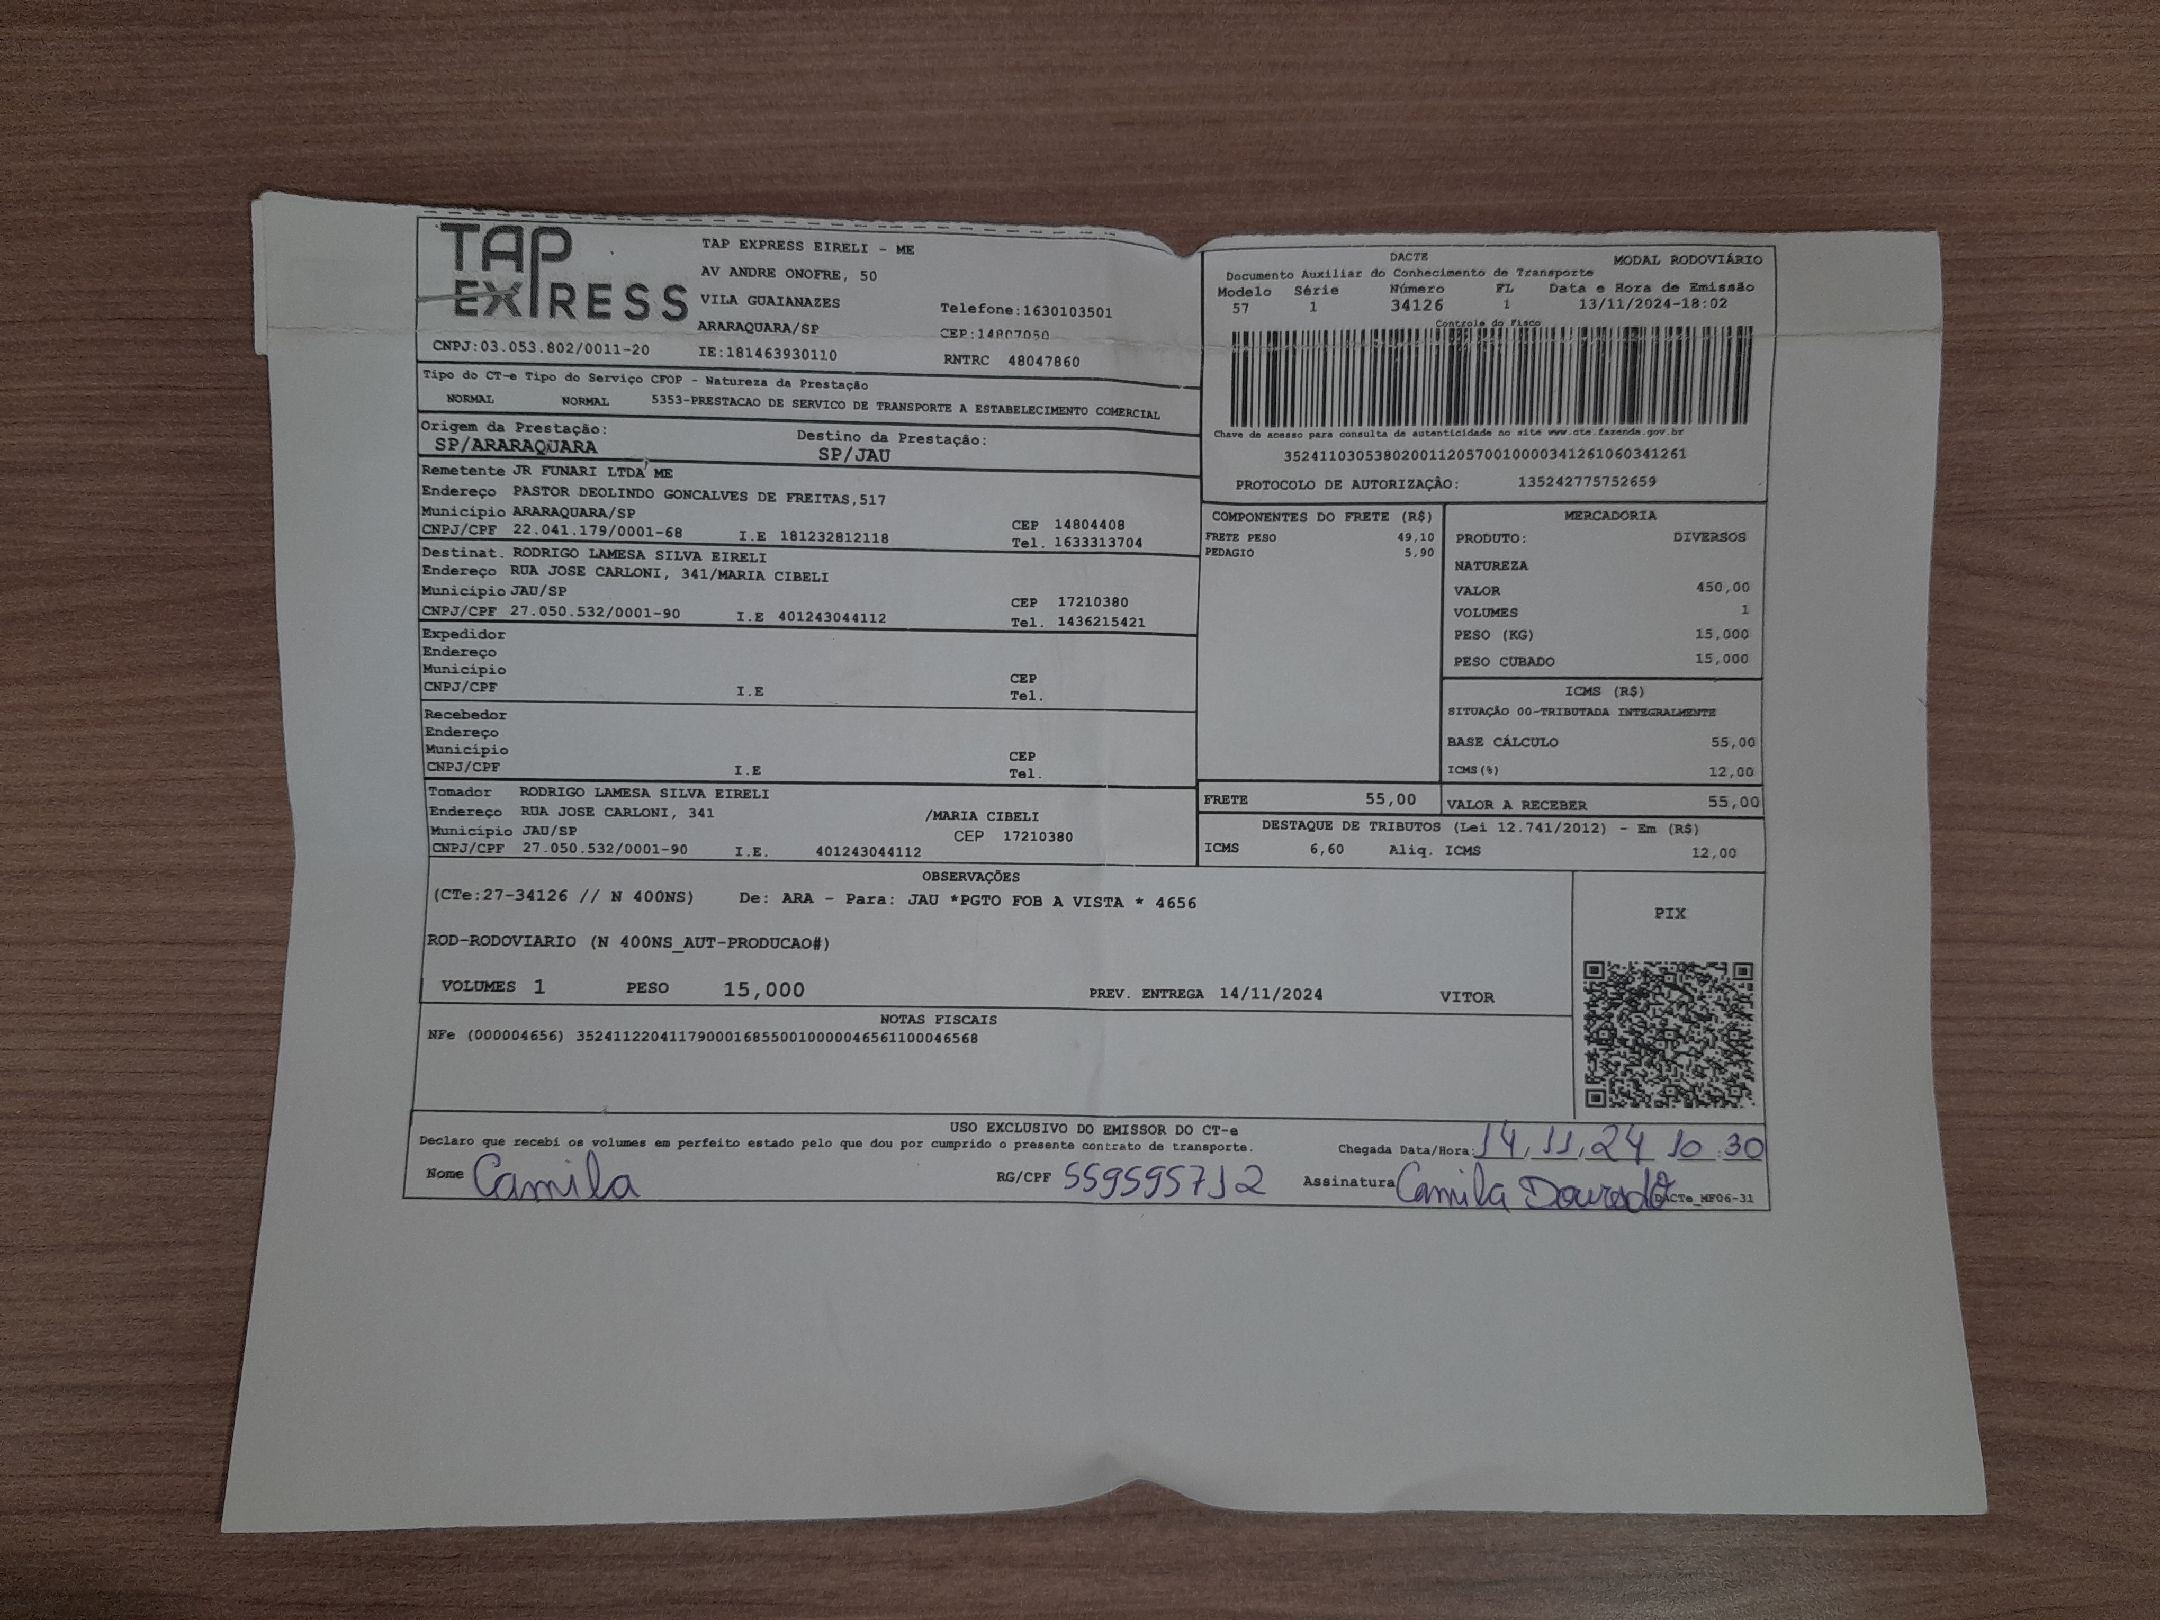 TAP EXPRESS
TAP EXPRESS EIRELI - ME
AV ANDRE ONOFRE, 50
VILA GUAIANAZES
Telefone:1630103501
ARARAQUARA/SP
CEP:14807050
CNPJ:03.053.802/0011-20 IE:181463930110 RNTRC 48047860
DACTE MODAL RODOVIÁRIO
Documento Auxiliar do Conhecimento de Transporte
Modelo Série Número FL Data e Hora de Emissão
57 1 34126 1 13/11/2024-18:02
Controle do Fisco
Chave de acesso para consulta de autenticidade no site www.cte.fazenda.gov.br
35241103053802001120570010000341261060341261
PROTOCOLO DE AUTORIZAÇÃO: 135242775752659
Tipo do CT-e Tipo do Serviço CFOP - Natureza da Prestação
NORMAL NORMAL 5353-PRESTACAO DE SERVICO DE TRANSPORTE A ESTABELECIMENTO COMERCIAL
Origem da Prestação: Destino da Prestação:
SP/ARARAQUARA SP/JAU
Remetente JR FUNARI LTDA ME
Endereço PASTOR DEOLINDO GONCALVES DE FREITAS,517
Município ARARAQUARA/SP CEP 14804408
CNPJ/CPF 22.041.179/0001-68 I.E 181232812118 Tel. 1633313704
Destinat. RODRIGO LAMESA SILVA EIRELI
Endereço RUA JOSE CARLONI, 341/MARIA CIBELI
Município JAU/SP CEP 17210380
CNPJ/CPF 27.050.532/0001-90 I.E 401243044112 Tel. 1436215421
Expedidor
Endereço
Município CEP
CNPJ/CPF I.E Tel.
Recebedor
Endereço
Município CEP
CNPJ/CPF I.E Tel.
Tomador RODRIGO LAMESA SILVA EIRELI
Endereço RUA JOSE CARLONI, 341 /MARIA CIBELI
Município JAU/SP CEP 17210380
CNPJ/CPF 27.050.532/0001-90 I.E. 401243044112
COMPONENTES DO FRETE (R$)
FRETE PESO 49,10
PEDAGIO 5,90
MERCADORIA
PRODUTO: DIVERSOS
NATUREZA
VALOR 450,00
VOLUMES 1
PESO (KG) 15,000
PESO CUBADO 15,000
ICMS (R$)
SITUAÇÃO 00-TRIBUTADA INTEGRALMENTE
BASE CÁLCULO 55,00
ICMS(%) 12,00
FRETE 55,00 VALOR A RECEBER 55,00
DESTAQUE DE TRIBUTOS (Lei 12.741/2012) - Em (R$)
ICMS 6,60 Aliq. ICMS 12,00
OBSERVAÇÕES
(CTe:27-34126 // N 400NS) De: ARA - Para: JAU *PGTO FOB A VISTA * 4656
ROD-RODOVIARIO (N 400NS_AUT-PRODUCAO#)
VOLUMES 1 PESO 15,000 PREV. ENTREGA 14/11/2024 VITOR
PIX
NOTAS FISCAIS
NFe (000004656) 35241122041179000168550010000046561100046568
USO EXCLUSIVO DO EMISSOR DO CT-e
Declaro que recebi os volumes em perfeito estado pelo que dou por cumprido o presente contrato de transporte. Chegada Data/Hora: 14,11,24 10:30
Nome Camila RG/CPF 559595712 Assinatura Camila Dourado DACTe_MF06-31